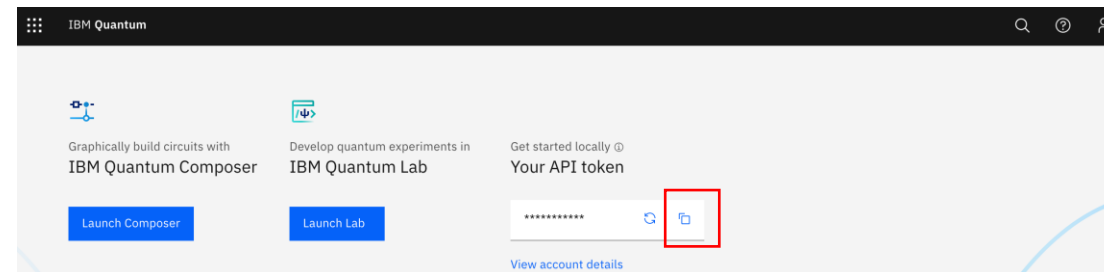 IBM Quantum
Graphically build circuits with
IBM Quantum Composer
Launch Composer
/ψ>
Develop quantum experiments in
IBM Quantum Lab
Launch Lab
Get started locally
Your API token
***********
View account details